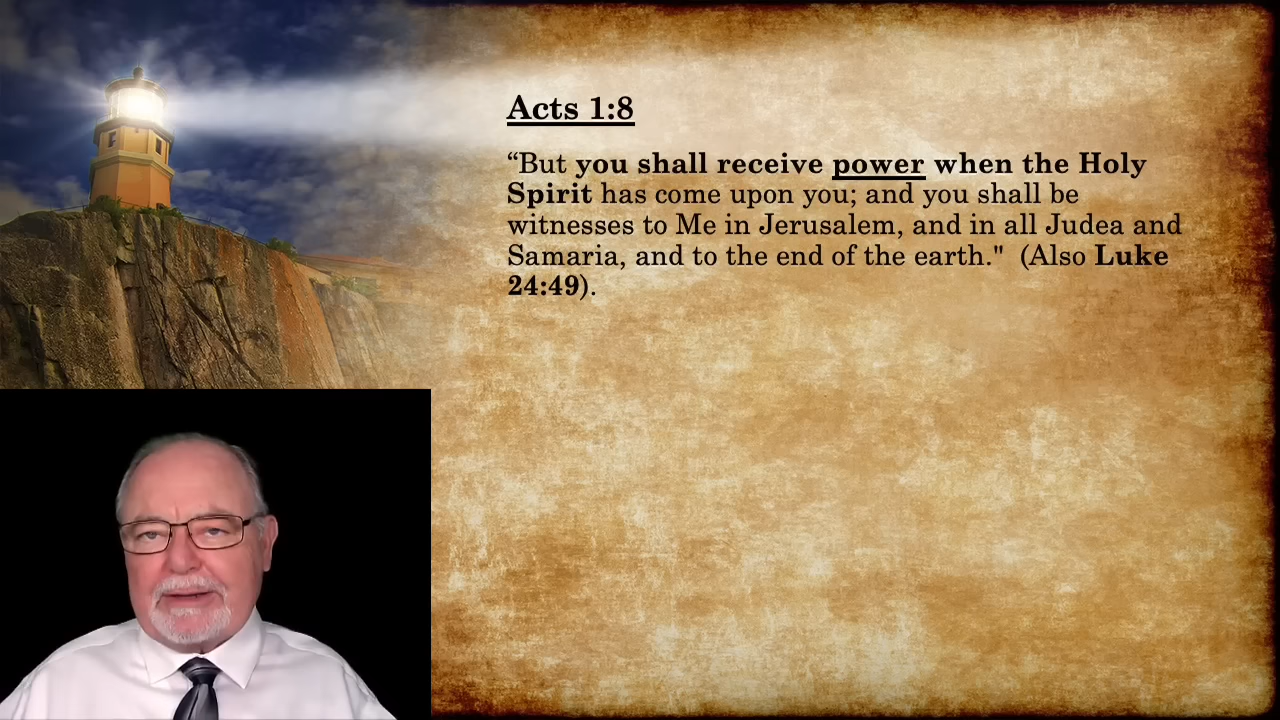 Acts 1:8
“But you shall receive power when the Holy
Spirit has come upon you; and you shall be
witnesses to Me in Jerusalem, and in all Judea and
Samaria, and to the end of the earth."  (Also Luke
24:49).